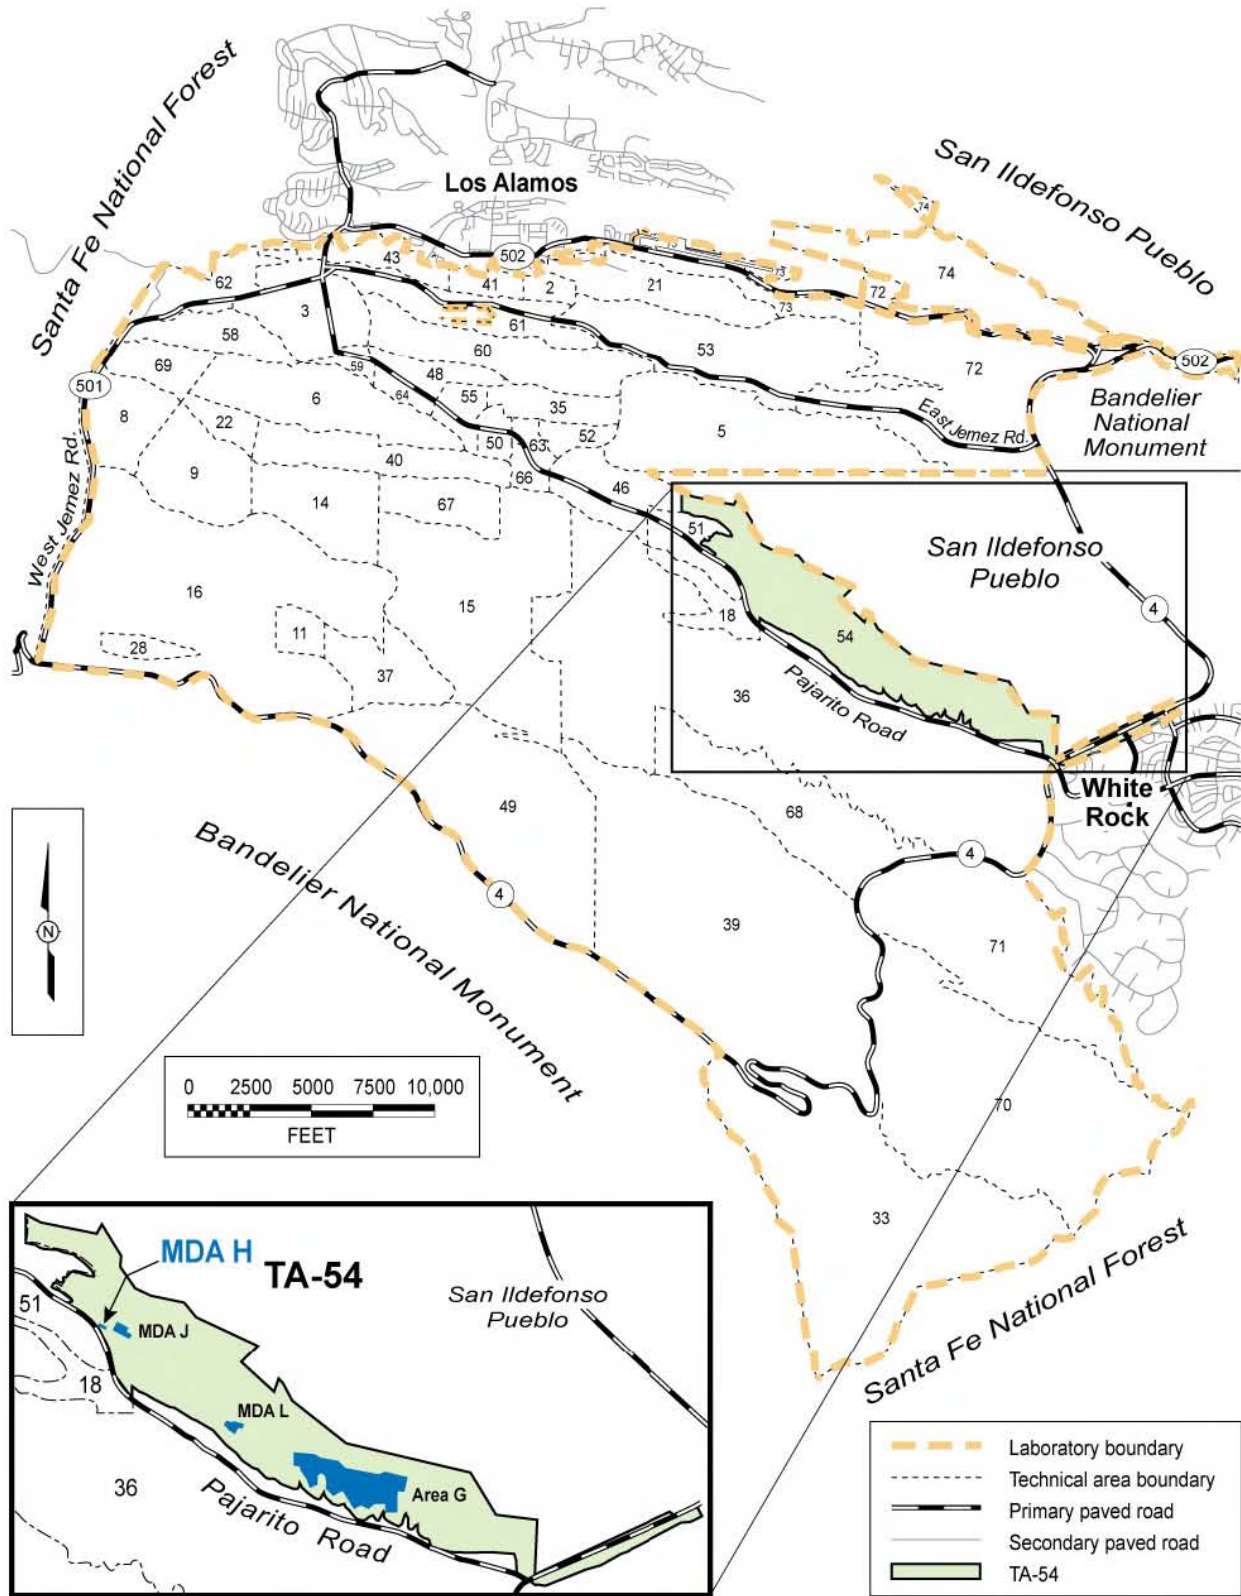 Santa Fe National Forest
San Ildefonso Pueblo
Los Alamos
74
502
43
62
41
2
21
73
72
74
73
3
61
53
58
60
59
48
72
502
69
64
501
6
55
35
East Jemez Rd.
Bandelier
National
Monument
8
22
50
63
52
5
9
40
66
46
14
67
West Jemez Rd.
51
San Ildefonso
Pueblo
16
15
18
4
11
54
28
37
36
Pajarito Road
White
Rock
49
68
Bandelier National Monument
4
4
39
71
N
0 2500 5000 7500 10,000
FEET
70
33
Santa Fe National Forest
MDA H
TA-54
51
MDA J
San Ildefonso
Pueblo
18
MDA L
36
Area G
Pajarito Road
Laboratory boundary
Technical area boundary
Primary paved road
Secondary paved road
TA-54